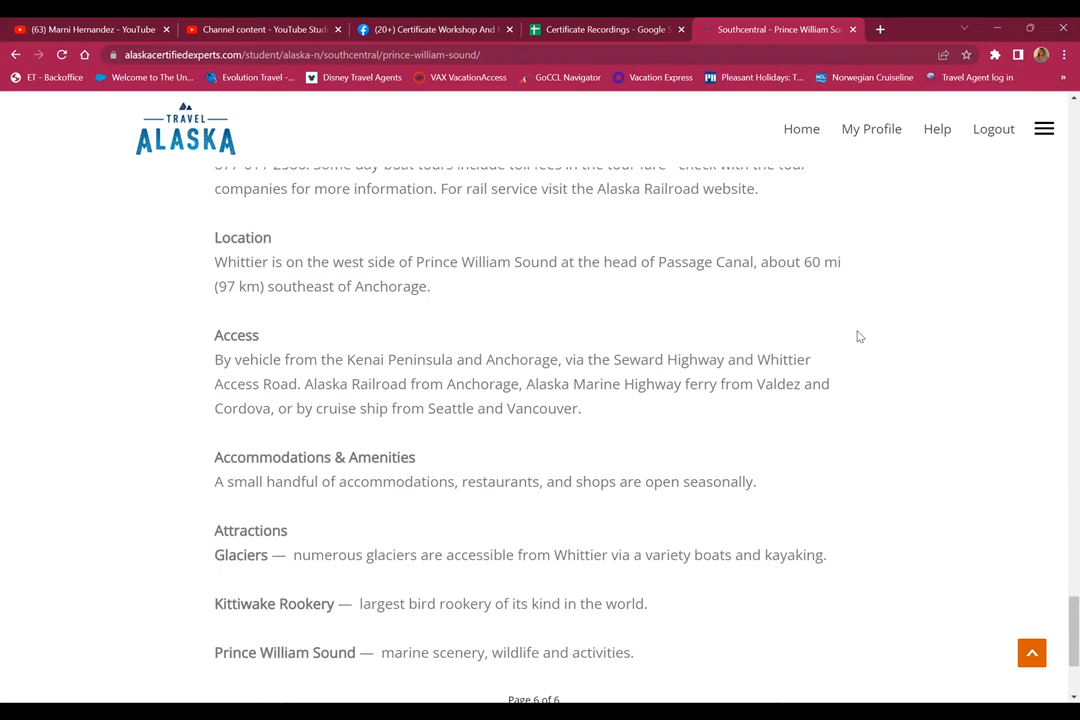 (63) Marni Hernandez - YouTube
Channel content - YouTube Studi
(20+) Certificate Workshop And
Certificate Recordings - Google S
Southcentral - Prince William So
alaskacertifiedexperts.com/student/alaska-n/southcentral/prince-william-sound/
ET - Backoffice
Welcome to The Un...
Evolution Travel -...
Disney Travel Agents
VAX VacationAccess
GoCCL Navigator
Vacation Express
Pleasant Holidays: T...
Norwegian Cruiseline
Travel Agent log in
TRAVEL
ALASKA
Home
My Profile
Help
Logout
companies for more information. For rail service visit the Alaska Railroad website.
Location
Whittier is on the west side of Prince William Sound at the head of Passage Canal, about 60 mi
(97 km) southeast of Anchorage.
Access
By vehicle from the Kenai Peninsula and Anchorage, via the Seward Highway and Whittier
Access Road. Alaska Railroad from Anchorage, Alaska Marine Highway ferry from Valdez and
Cordova, or by cruise ship from Seattle and Vancouver.
Accommodations & Amenities
A small handful of accommodations, restaurants, and shops are open seasonally.
Attractions
Glaciers — numerous glaciers are accessible from Whittier via a variety boats and kayaking.
Kittiwake Rookery — largest bird rookery of its kind in the world.
Prince William Sound — marine scenery, wildlife and activities.
Page 6 of 6